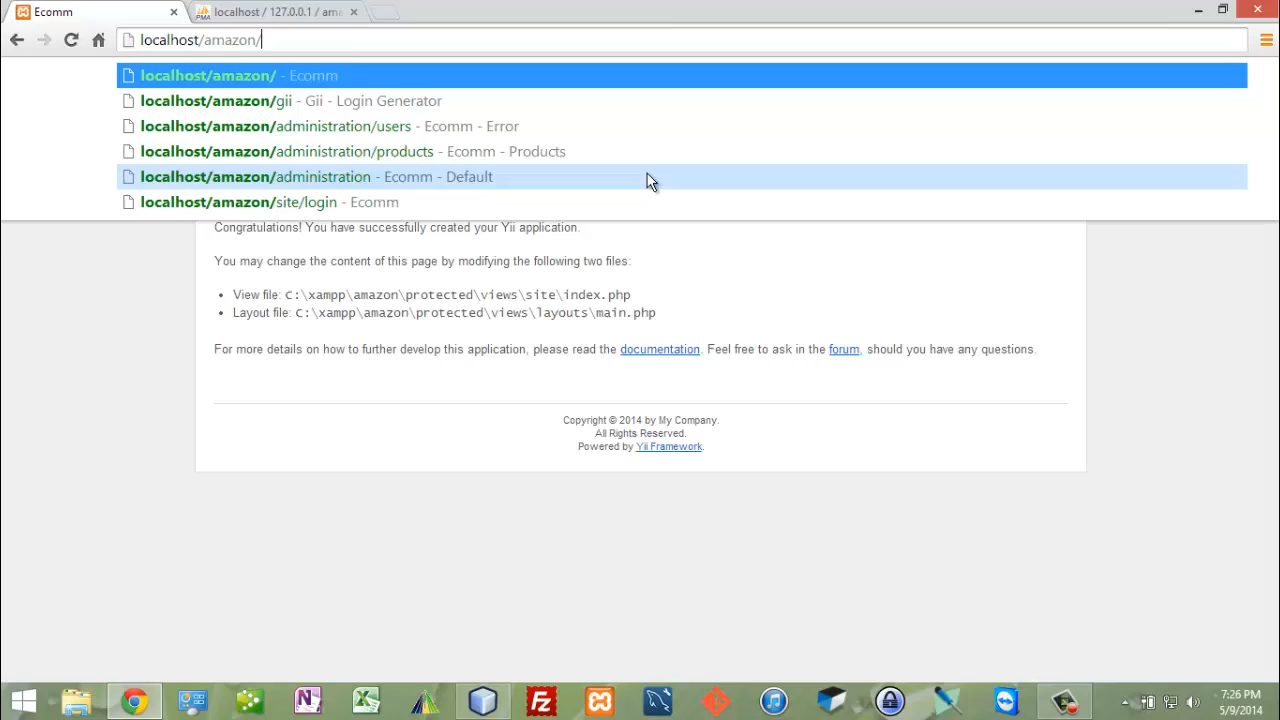 Ecomm
localhost / 127.0.0.1 / ama
localhost/amazon/
localhost/amazon/ - Ecomm
localhost/amazon/gii - Gii - Login Generator
localhost/amazon/administration/users - Ecomm - Error
localhost/amazon/administration/products - Ecomm - Products
localhost/amazon/administration - Ecomm - Default
localhost/amazon/site/login - Ecomm
Congratulations! You have successfully created your Yii application.
You may change the content of this page by modifying the following two files:
• View file: C:\xampp\amazon\protected\views\site\index.php
• Layout file: C:\xampp\amazon\protected\views\layouts\main.php
For more details on how to further develop this application, please read the documentation. Feel free to ask in the forum, should you have any questions.
Copyright © 2014 by My Company.
All Rights Reserved.
Powered by Yii Framework.
7:26 PM
5/9/2014